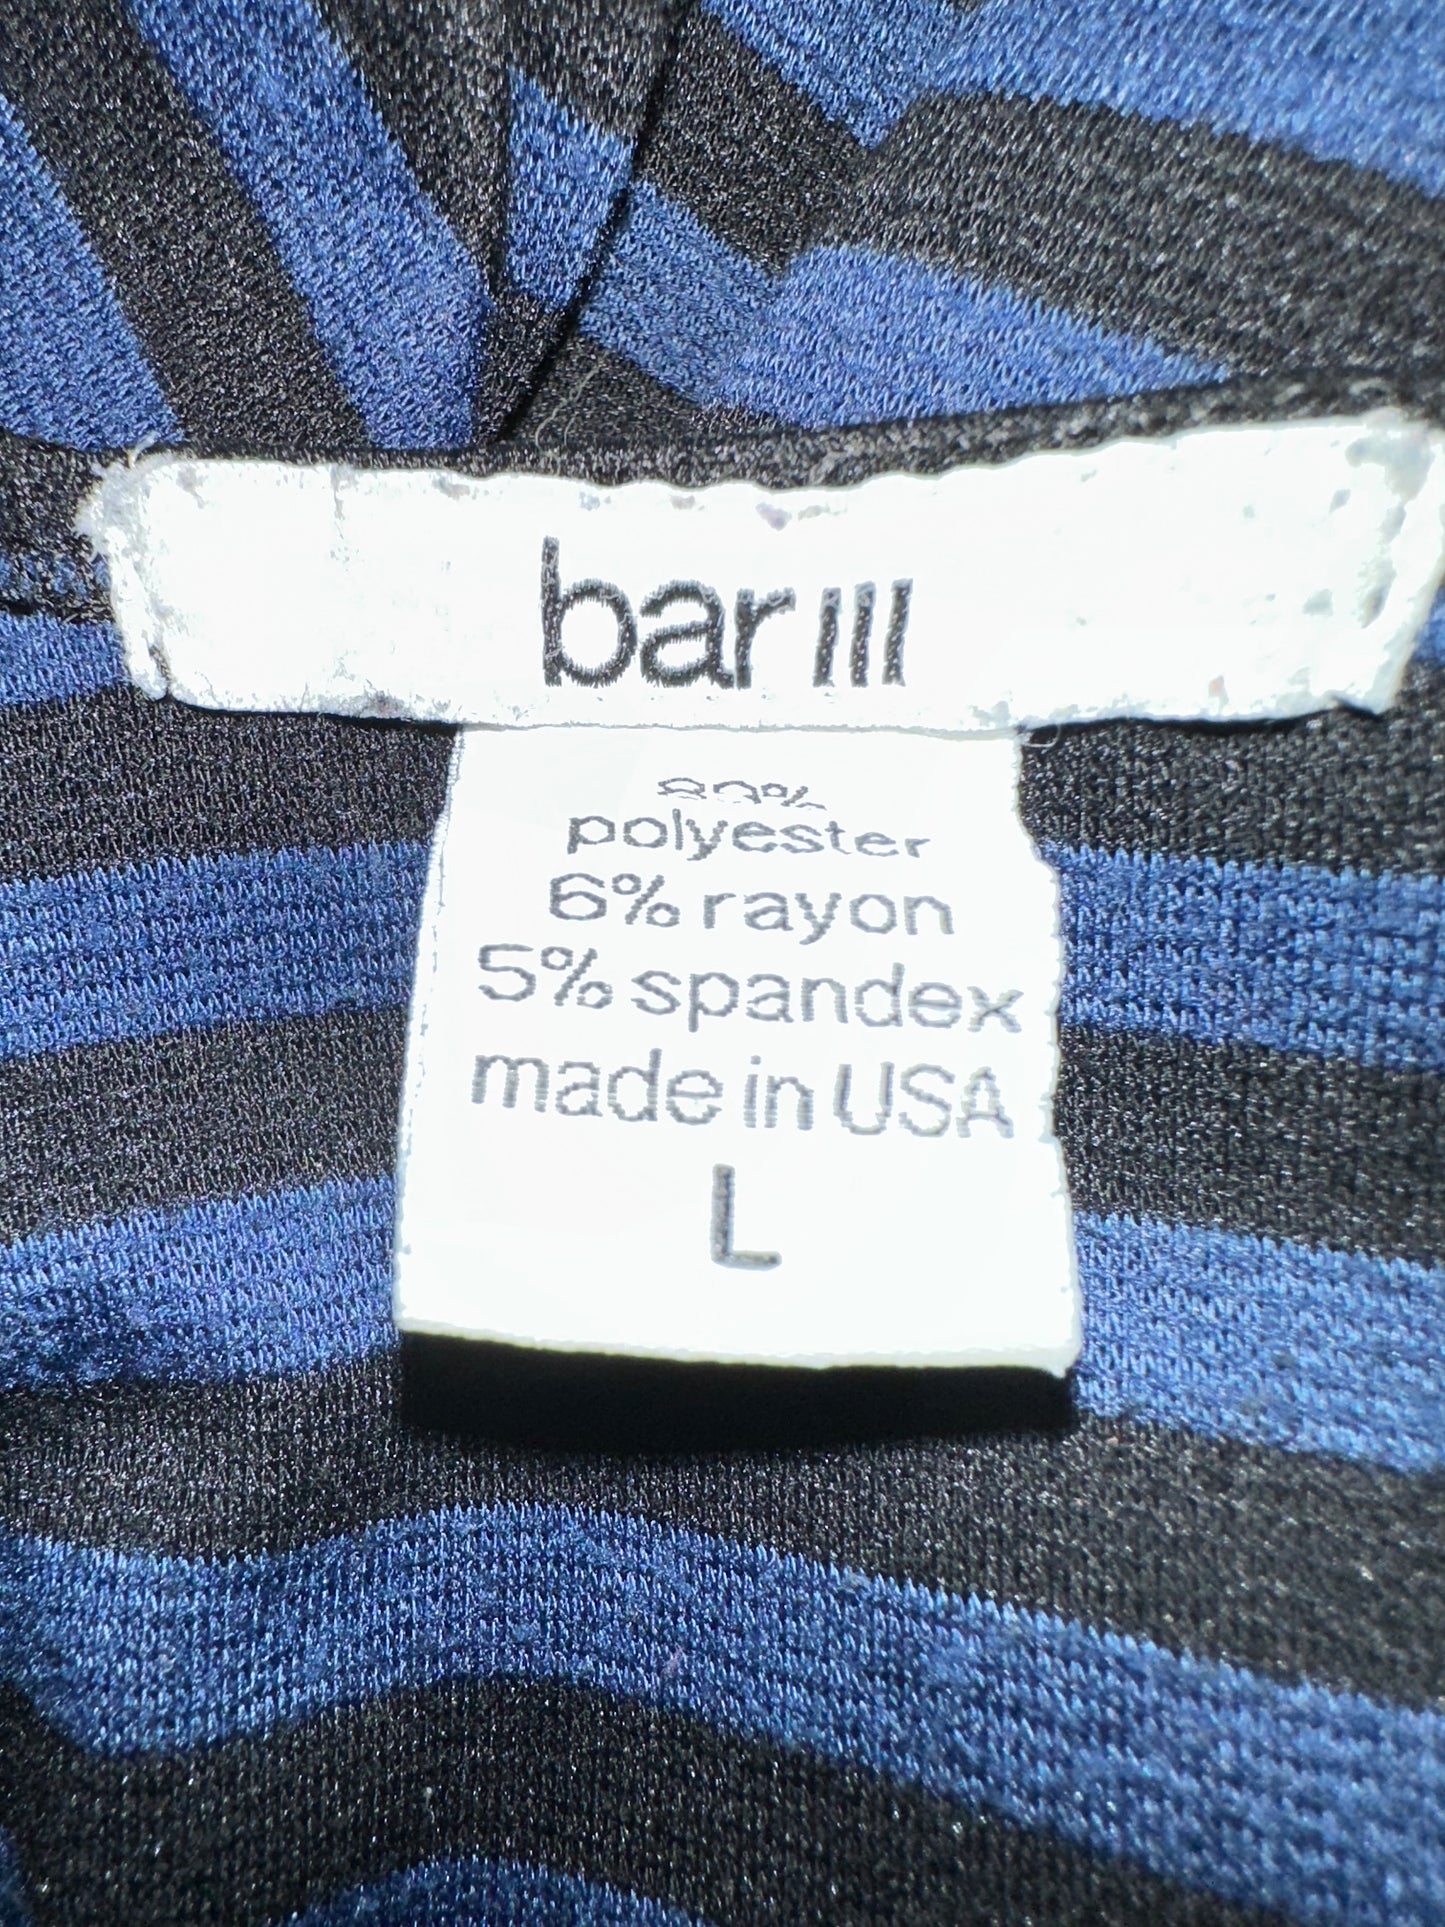 bar III
polyester
6% rayon
5% spandex
made in USA
L